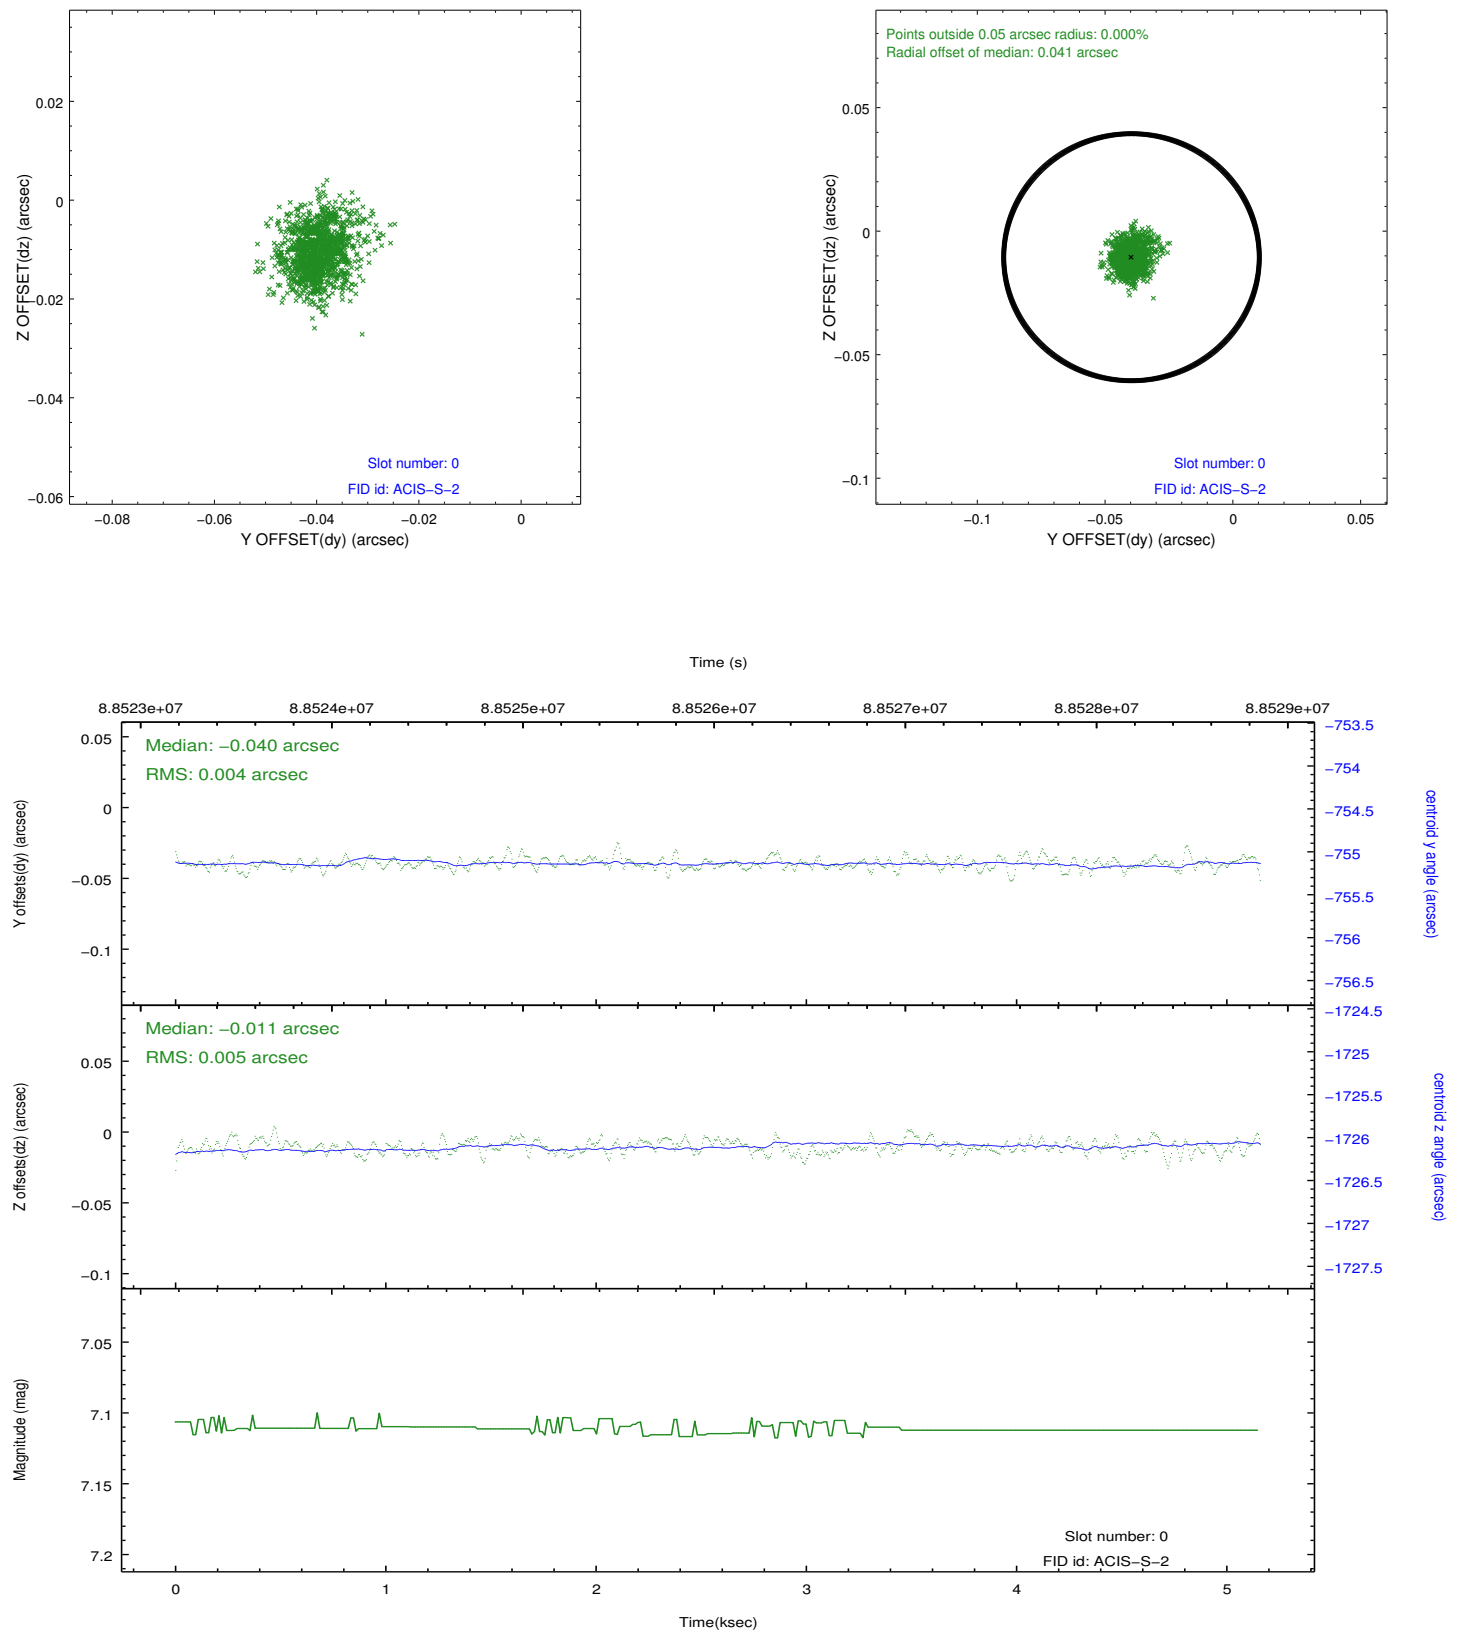 0.02
0
−0.02
−0.04
−0.06
Z OFFSET(dz) (arcsec)
Slot number: 0
FID id: ACIS−S−2
−0.08
−0.06
−0.04
−0.02
0
Y OFFSET(dy) (arcsec)
Points outside 0.05 arcsec radius: 0.000%
Radial offset of median: 0.041 arcsec
0.05
0
−0.05
−0.1
Z OFFSET(dz) (arcsec)
Slot number: 0
FID id: ACIS−S−2
−0.1
−0.05
0
0.05
Y OFFSET(dy) (arcsec)
Time (s)
8.8523e+07
8.8524e+07
8.8525e+07
8.8526e+07
8.8527e+07
8.8528e+07
8.8529e+07
Median: −0.040 arcsec
RMS: 0.004 arcsec
0.05
0
−0.05
−0.1
Y offsets(dy) (arcsec)
−753.5
−754
−754.5
−755
−755.5
−756
−756.5
centroid y angle (arcsec)
Median: −0.011 arcsec
RMS: 0.005 arcsec
0.05
0
−0.05
−0.1
Z offsets(dz) (arcsec)
−1724.5
−1725
−1725.5
−1726
−1726.5
−1727
−1727.5
centroid z angle (arcsec)
7.05
7.1
7.15
7.2
Magnitude (mag)
Slot number: 0
FID id: ACIS−S−2
0
1
2
3
4
5
Time(ksec)